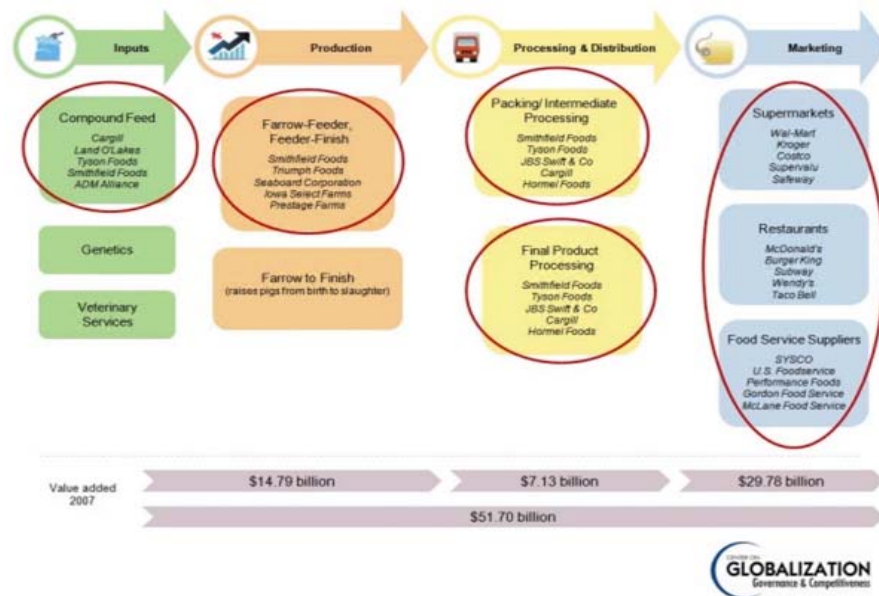 Inputs
Production
Processing & Distribution
Marketing
Compound Feed
Cargill
Land O'Lakes
Tyson Foods
Smithfield Foods
ADM Alliance
Genetics
Veterinary
Services
Farrow-Feeder,
Feeder-Finish
Smithfield Foods
Triumph Foods
Seaboard Corporation
Iowa Select Farms
Prestage Farms
Farrow to Finish
(raises pigs from birth to slaughter)
Packing/ Intermediate
Processing
Smithfield Foods
Tyson Foods
JBS Swift & Co
Cargill
Hormel Foods
Final Product
Processing
Smithfield Foods
Tyson Foods
JBS Swift & Co
Cargill
Hormel Foods
Supermarkets
Wal-Mart
Kroger
Costco
Supervalu
Safeway
Restaurants
McDonald's
Burger King
Subway
Wendy's
Taco Bell
Food Service Suppliers
SYSCO
U.S. Foodservice
Performance Foods
Gordon Food Service
McLane Food Service
Value added
2007
$14.79 billion
$7.13 billion
$29.78 billion
$51.70 billion
CENTER ON
GLOBALIZATION
Governance & Competitiveness